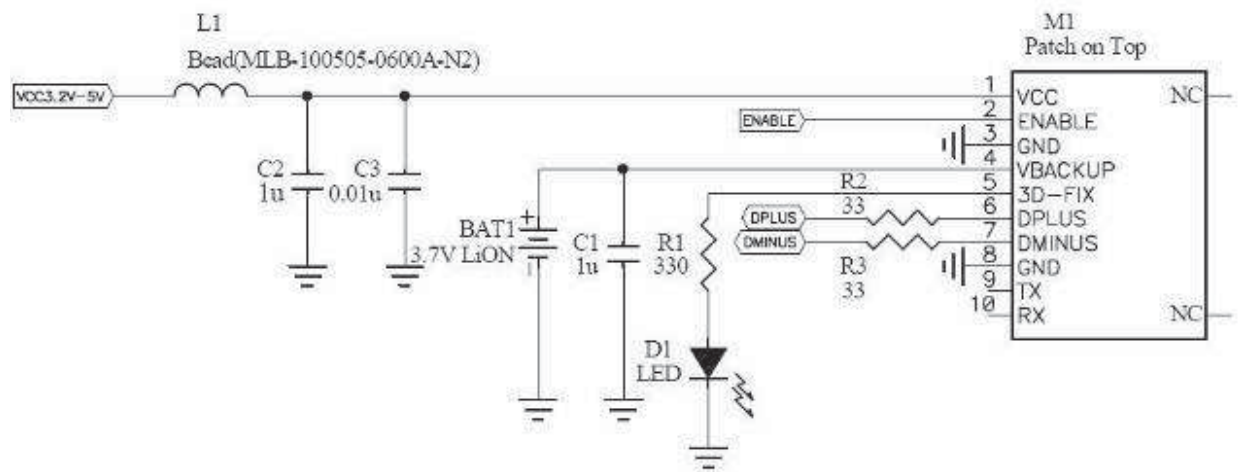 L1
Bead(MLB-100505-0600A-N2)
M1
Patch on Top
VCC3.2V-5V
1 VCC NC
ENABLE 2 ENABLE
3 GND
4 VBACKUP
5 3D-FIX
C2
1u
C3
0.01u
R2
33
DPLUS 6 DPLUS
DMINUS 7 DMINUS
BAT1
3.7V LiON
+
C1
1u
R1
330
R3
33
8 GND
9 TX
10 RX NC
D1
LED